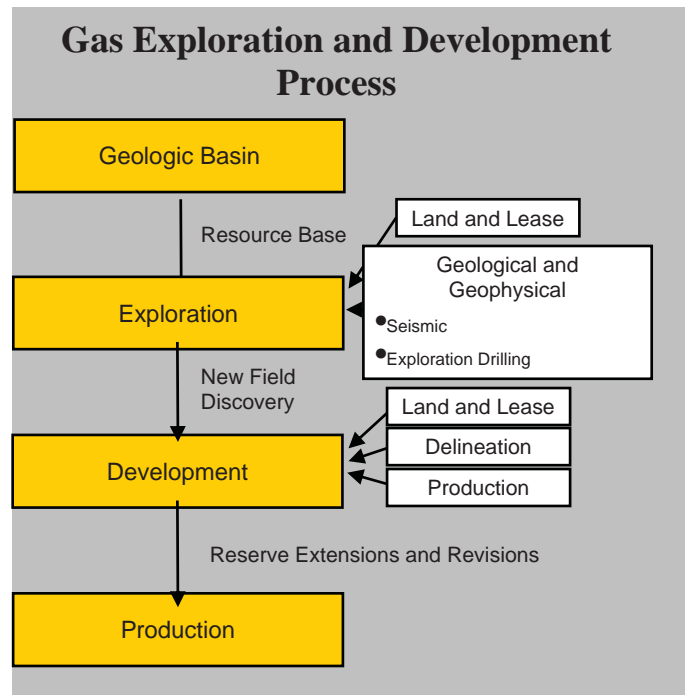 Gas Exploration and Development
Process
Geologic Basin
Resource Base
Land and Lease
Geological and
Geophysical
•Seismic
•Exploration Drilling
Exploration
New Field
Discovery
Land and Lease
Delineation
Production
Development
Reserve Extensions and Revisions
Production